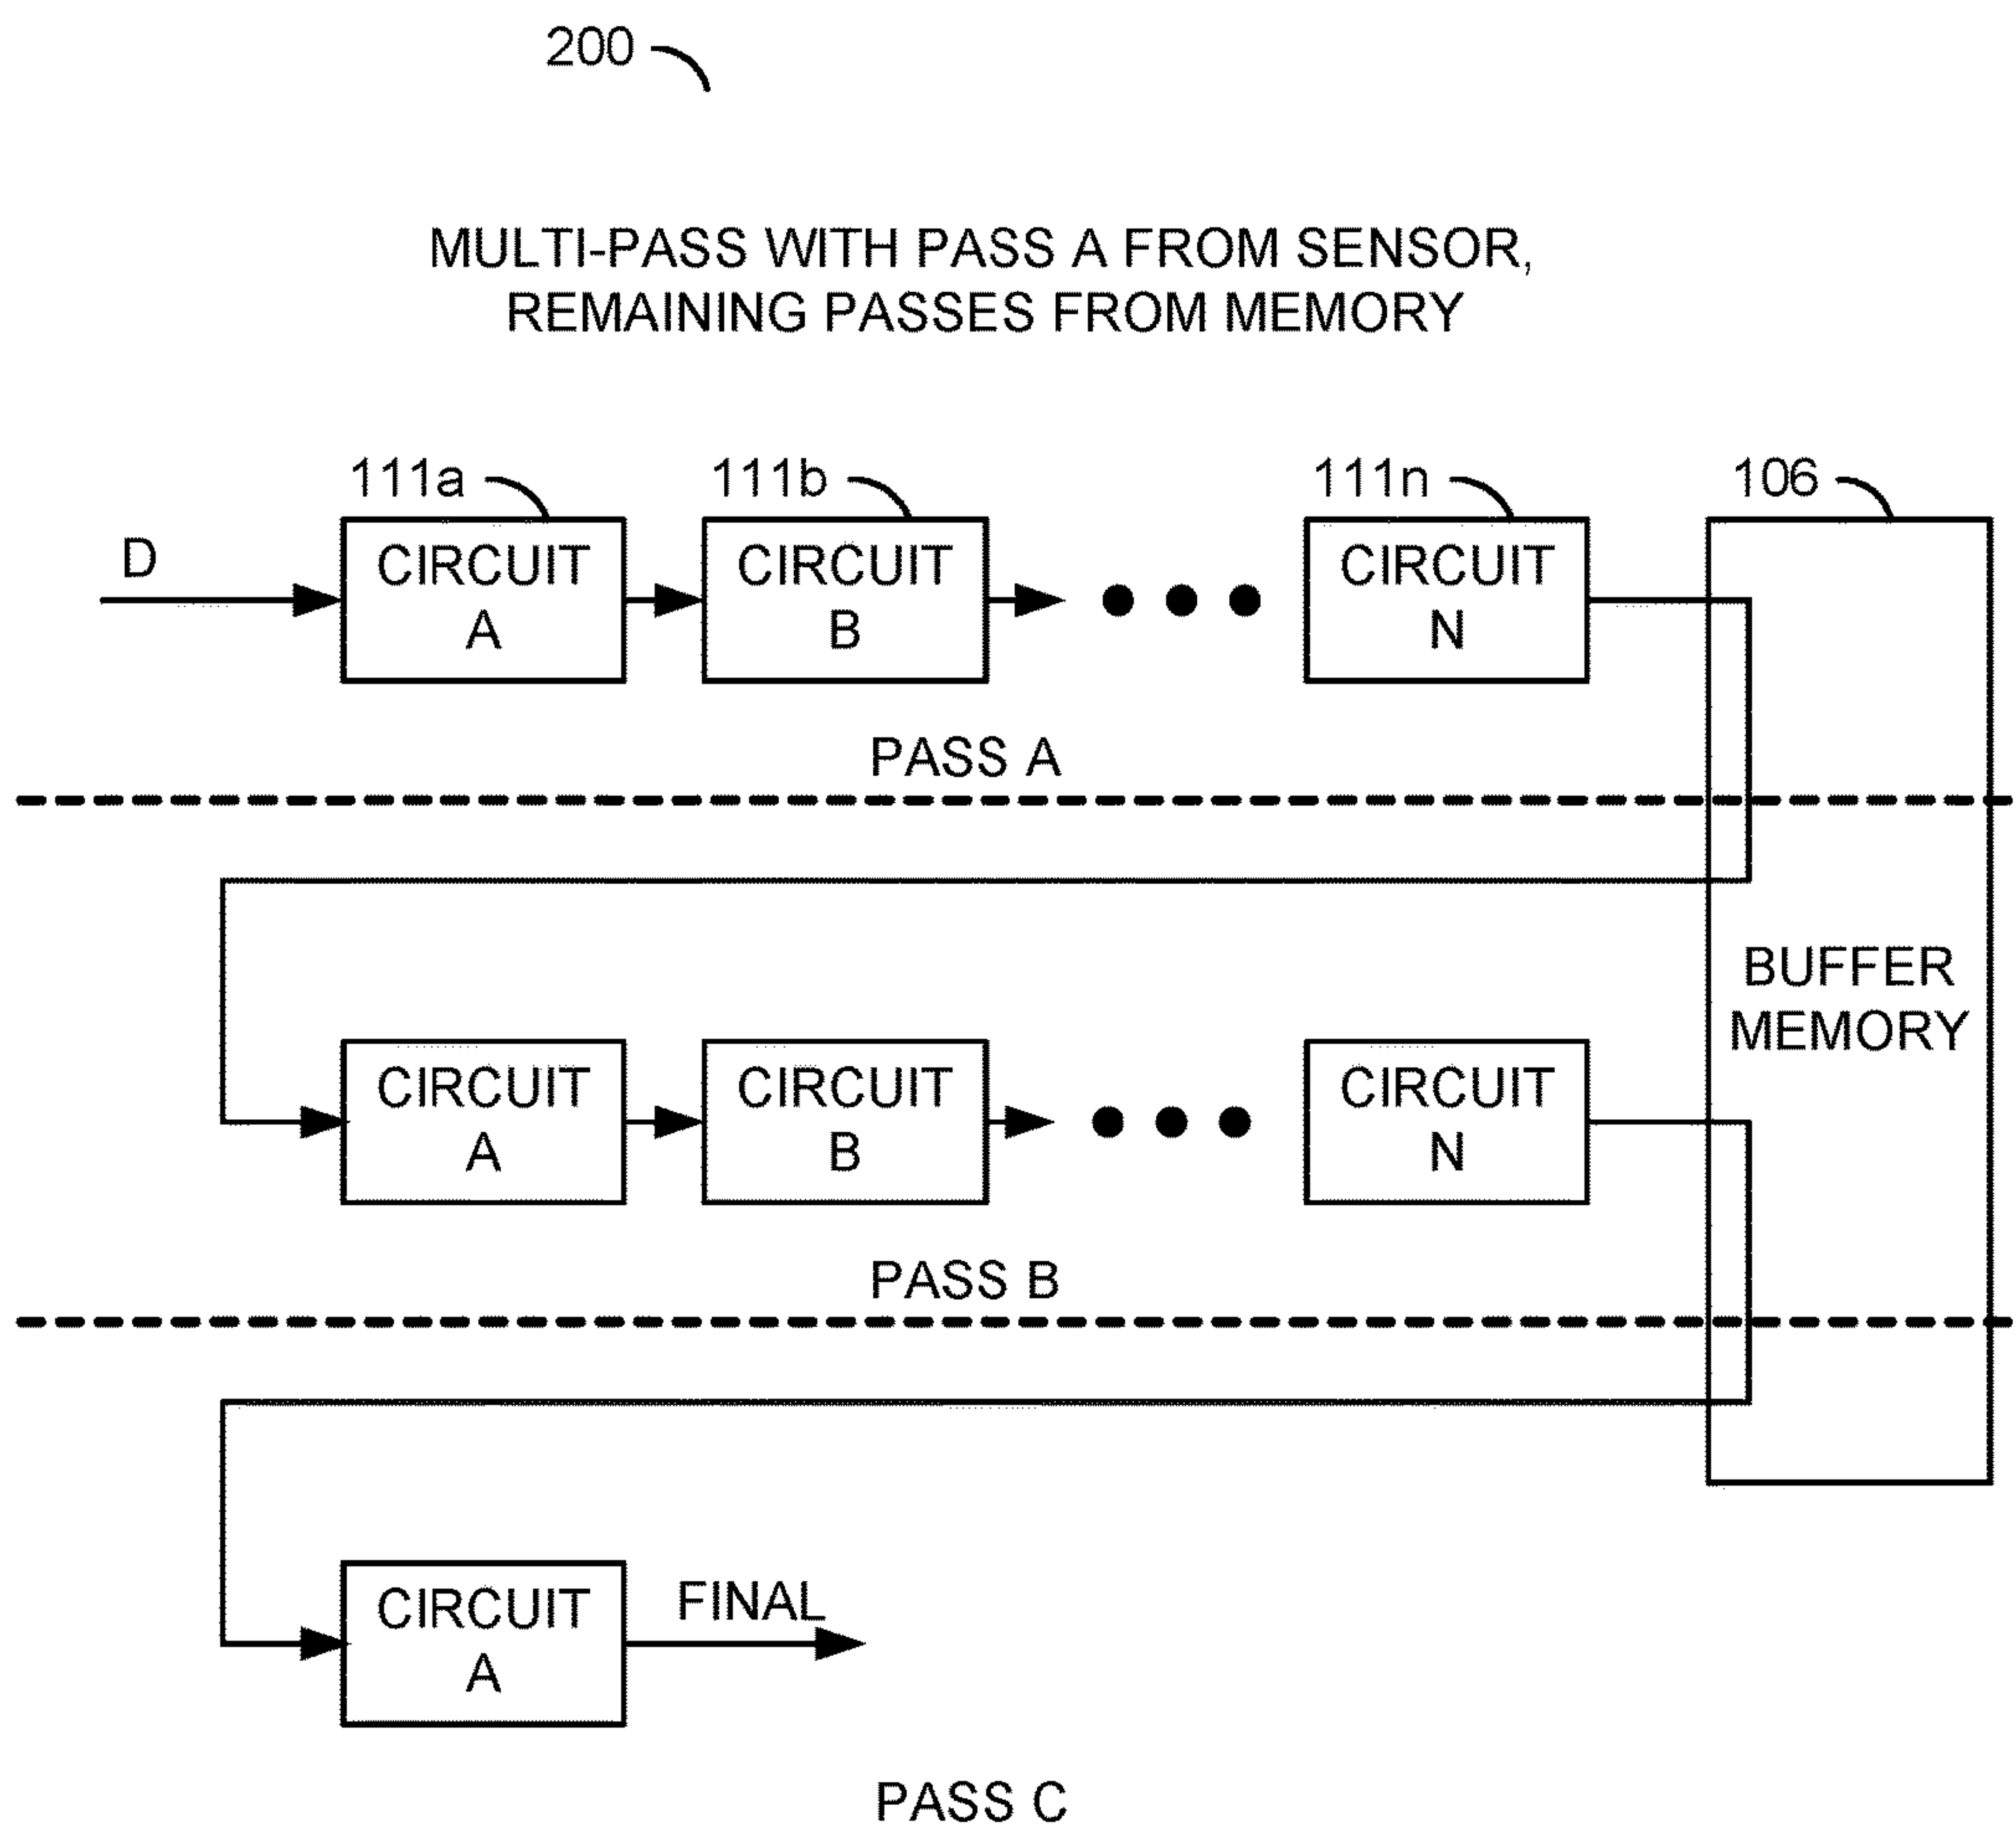 200
MULTI-PASS WITH PASS A FROM SENSOR,
REMAINING PASSES FROM MEMORY
111a
111b
111n
106
D
CIRCUIT
A
CIRCUIT
B
CIRCUIT
N
PASS A
BUFFER
MEMORY
CIRCUIT
A
CIRCUIT
B
CIRCUIT
N
PASS B
CIRCUIT
A
FINAL
PASS C